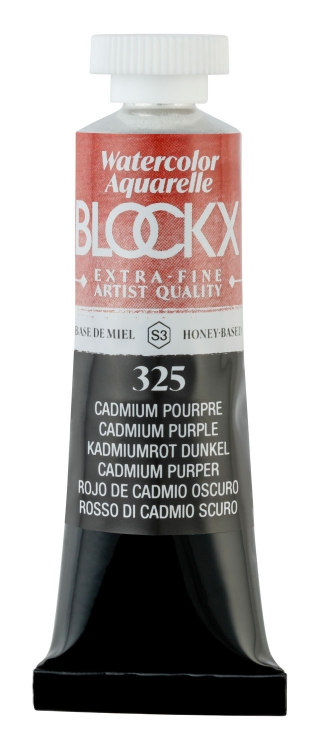 Watercolor
Aquarelle
BLOCKX
EXTRA-FINE
ARTIST QUALITY
BASE DE MIEL S3 HONEY-BASED
325
CADMIUM POURPRE
CADMIUM PURPLE
KADMIUMROT DUNKEL
CADMIUM PURPER
ROJO DE CADMIO OSCURO
ROSSO DI CADMIO SCURO